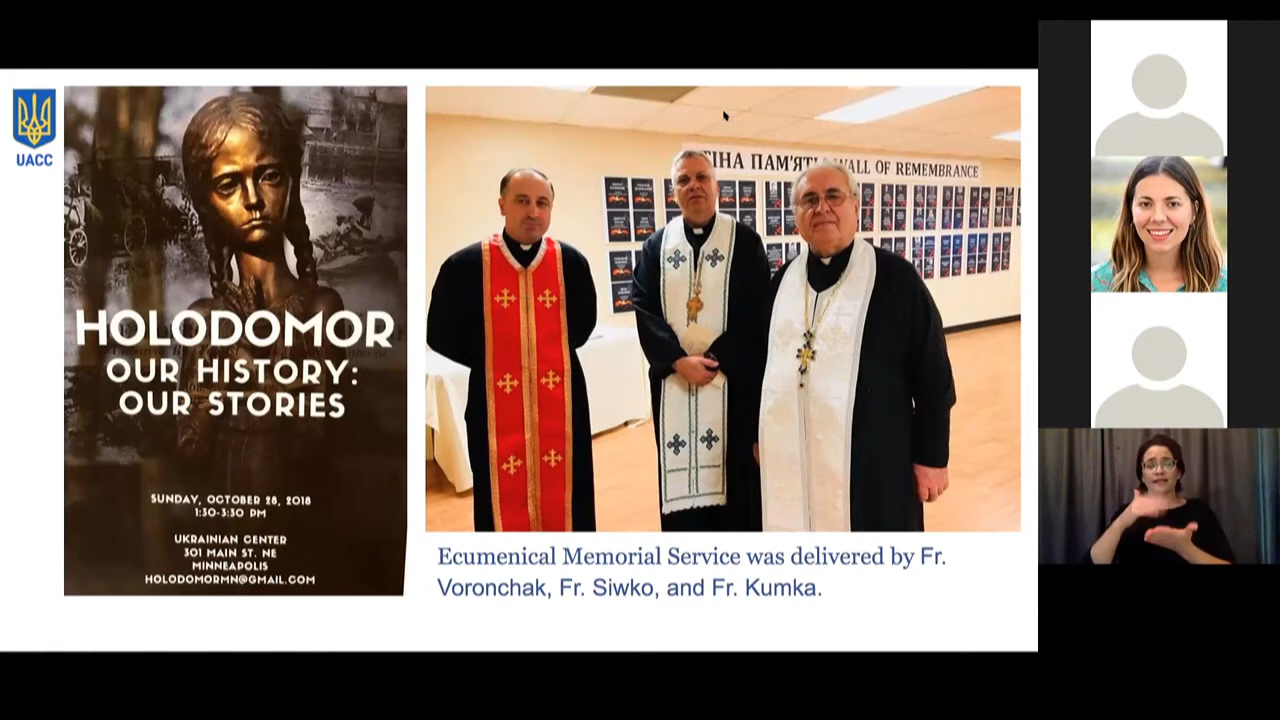 UACC
HOLODOMOR
OUR HISTORY:
OUR STORIES
SUNDAY, OCTOBER 28, 2018
1:30-3:30 PM
UKRAINIAN CENTER
301 MAIN ST. NE
MINNEAPOLIS
HOLODOMORMN@GMAIL.COM
ПАМ'ЯТІ WALL OF REMEMBRANCE
Ecumenical Memorial Service was delivered by Fr.
Voronchak, Fr. Siwko, and Fr. Kumka.